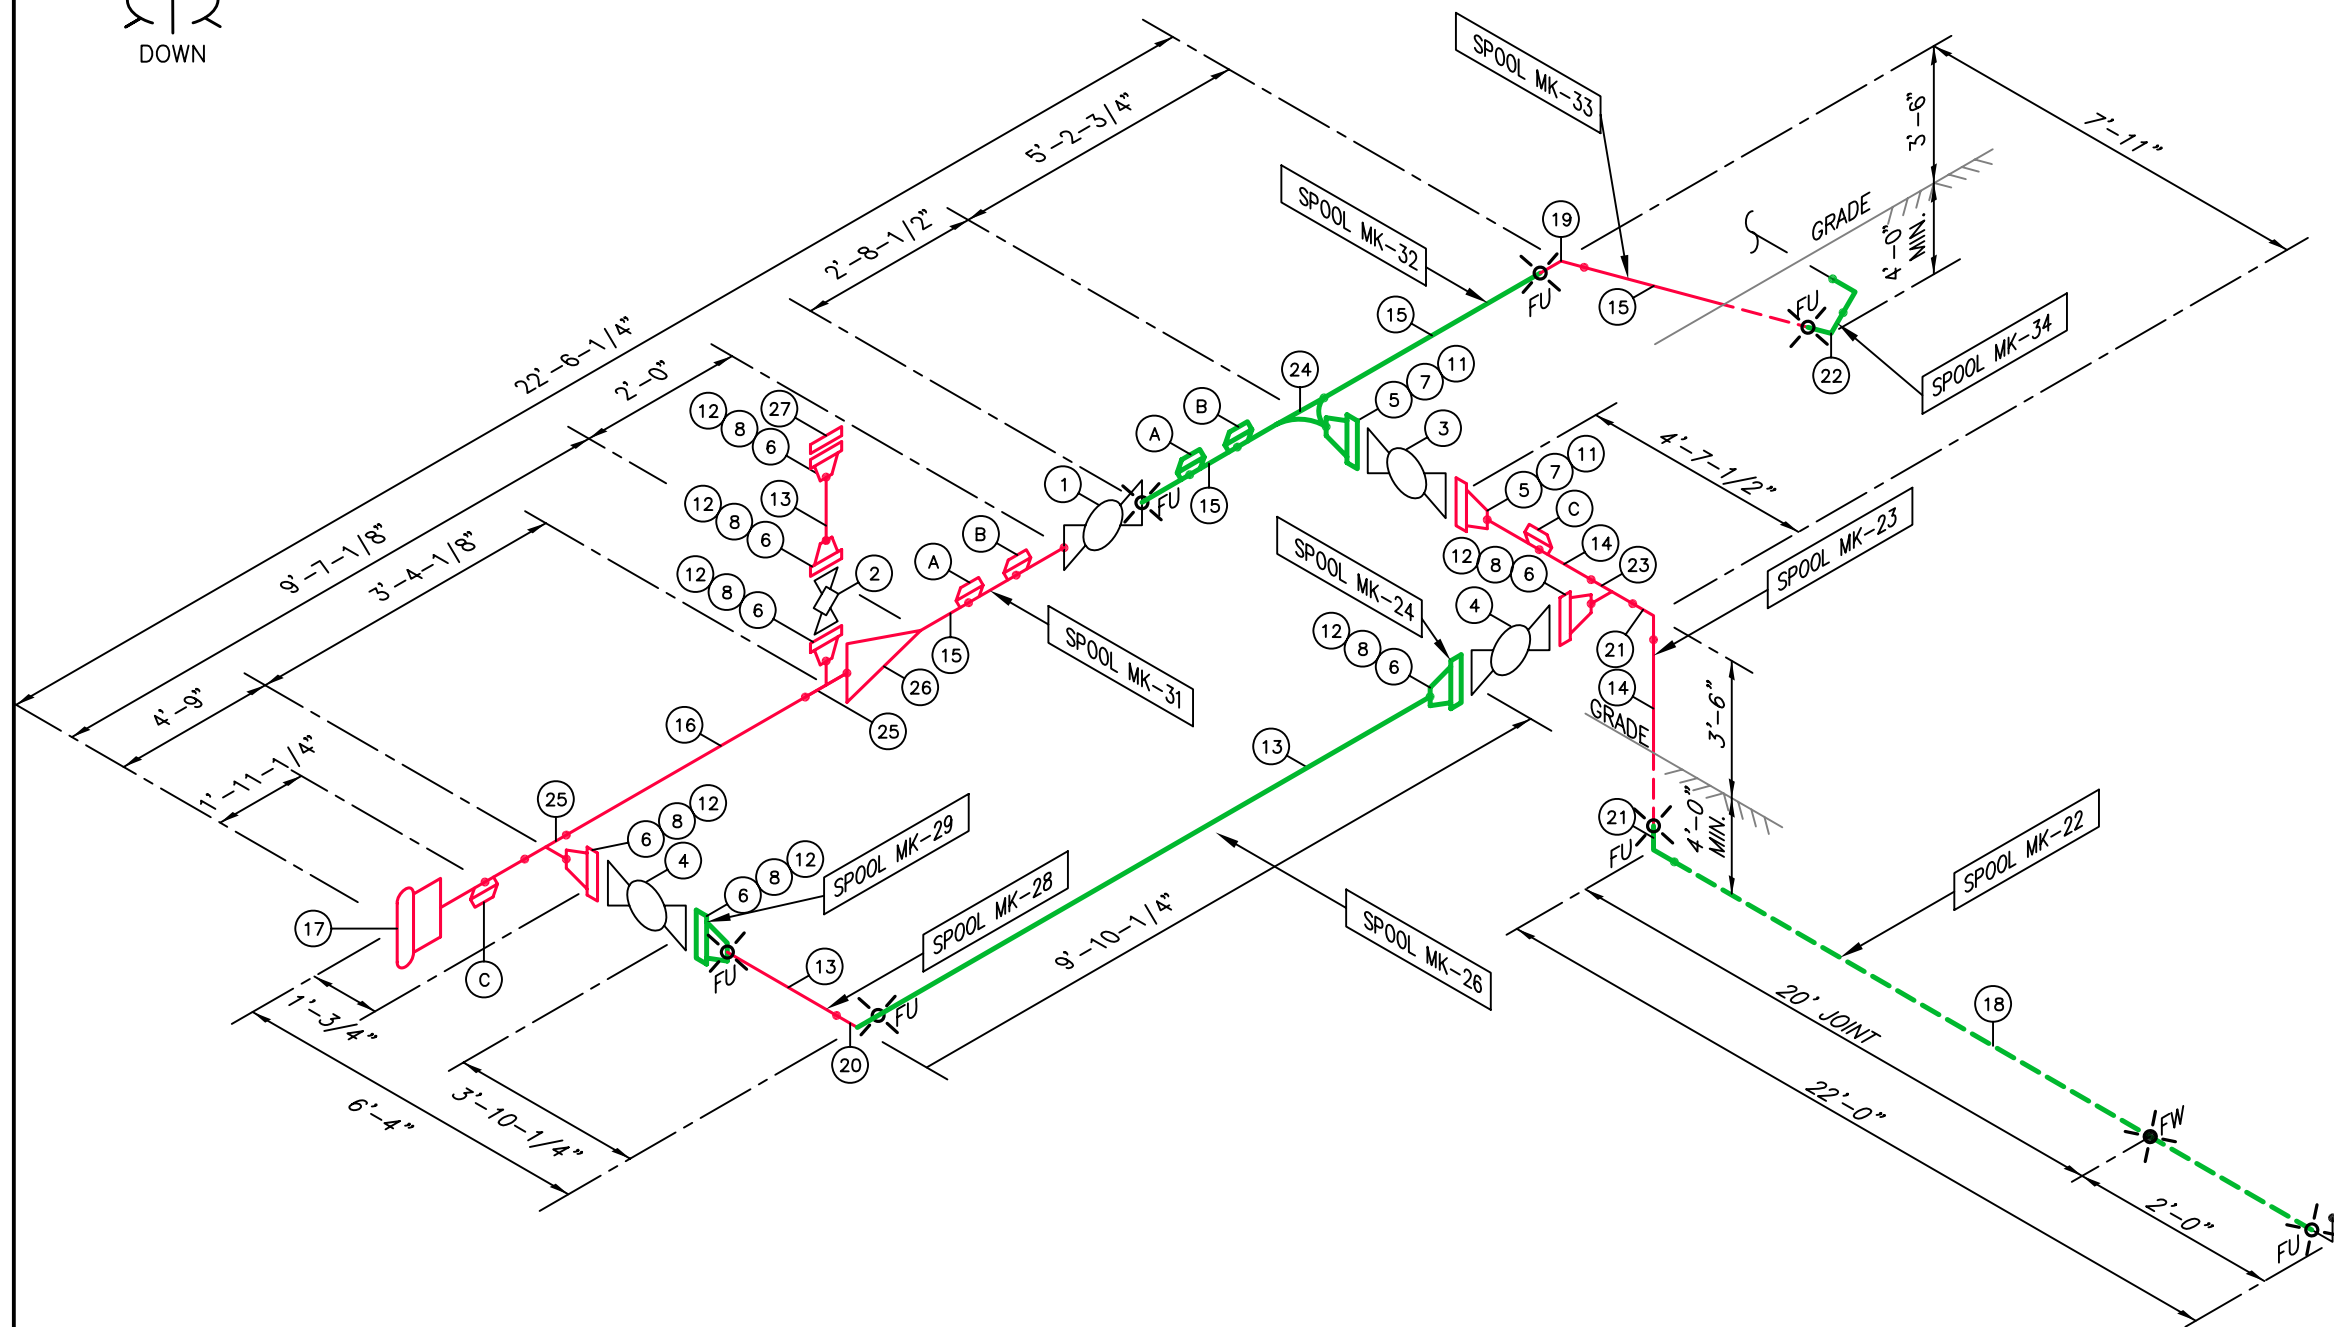 DOWN
SPOOL MK-33
5'-2-3/4"
3'-6"
7'-11"
SPOOL MK-32
2'-8-1/2"
19
GRADE
4'-0"
MIN.
FU
15
FU
15
SPOOL MK-34
22
22'-6-1/4"
2'-0"
24
11
7
5
12
27
8
6
B
A
3
4'-7-1/2"
1
FU
15
11
7
5
C
SPOOL MK-23
13
12
8
6
B
A
2
SPOOL MK-24
12
8
6
14
23
9'-7-1/8"
3'-4-1/8"
12
8
6
4
12
8
6
21
15
SPOOL MK-31
26
14
3'-6"
GRADE
4'-9"
16
25
13
1'-11-1/4"
25
12
8
6
4
SPOOL MK-29
12
8
6
21
FU
4'-0"
MIN.
SPOOL MK-22
17
C
SPOOL MK-28
9'-10-1/4"
SPOOL MK-26
FU
13
FU
20
1'-3/4"
6'-4"
3'-10-1/4"
20' JOINT
18
22'-0"
FW
2'-0"
FU